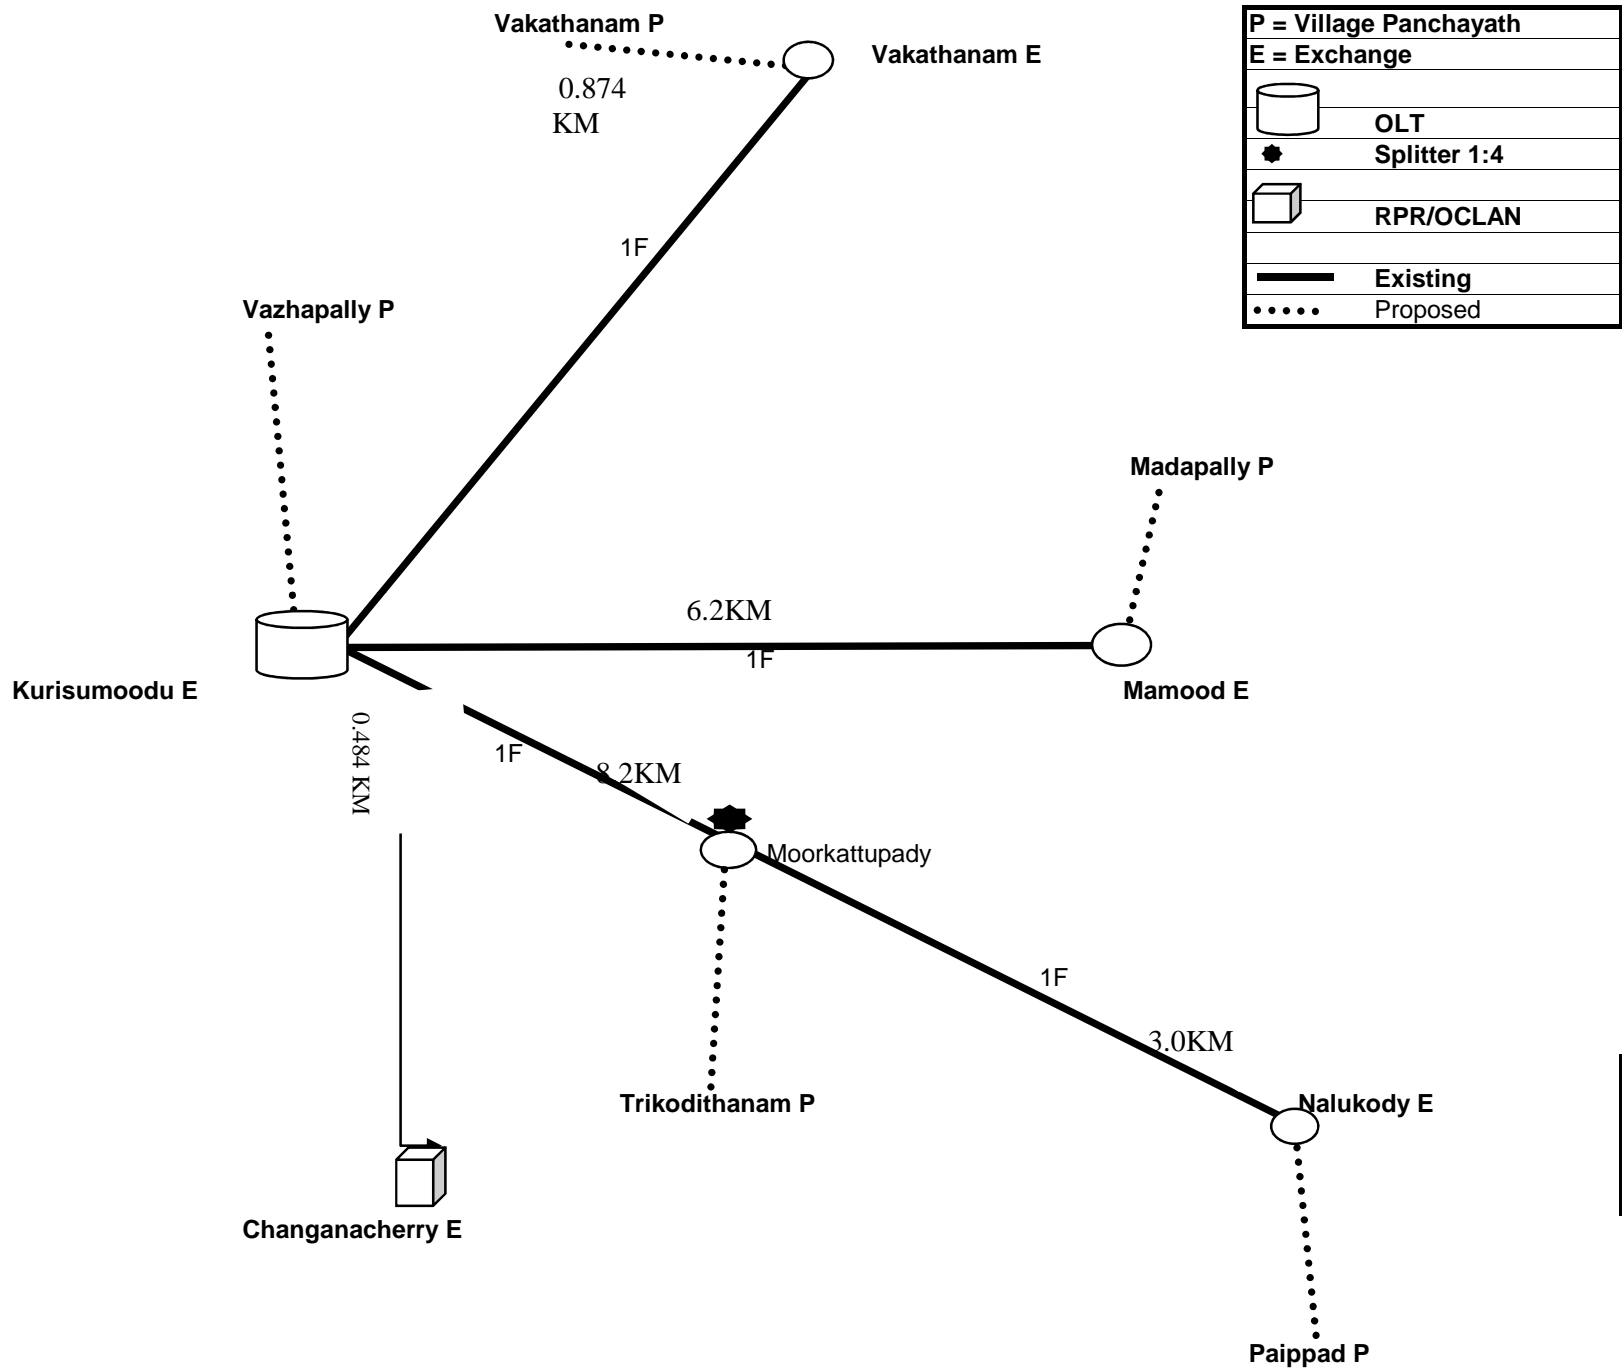 Vakathanam P
Vakathanam E
0.874
KM
P = Village Panchayath
E = Exchange
OLT
Splitter 1:4
RPR/OCLAN
Existing
Proposed
1F
Vazhapally P
Madapally P
6.2KM
1F
Kurisumoodu E
Mamood E
0.484 KM
1F
8.2KM
Moorkattupady
1F
3.0KM
Trikodithanam P
Nalukody E
Changanacherry E
Paippad P